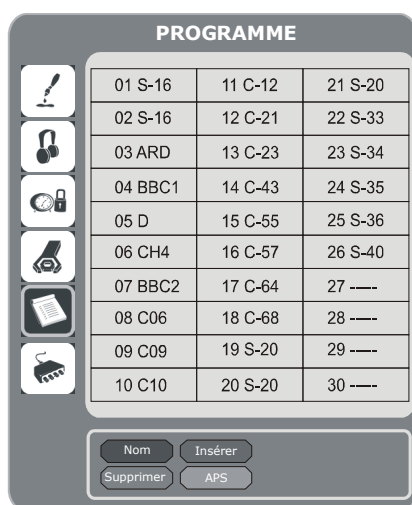 PROGRAMME
01 S-16 11 C-12 21 S-20
02 S-16 12 C-21 22 S-33
03 ARD 13 C-23 23 S-34
04 BBC1 14 C-43 24 S-35
05 D 15 C-55 25 S-36
06 CH4 16 C-57 26 S-40
07 BBC2 17 C-64 27 -----
08 C06 18 C-68 28 -----
09 C09 19 S-20 29 -----
10 C10 20 S-20 30 -----
Nom Insérer
Supprimer APS